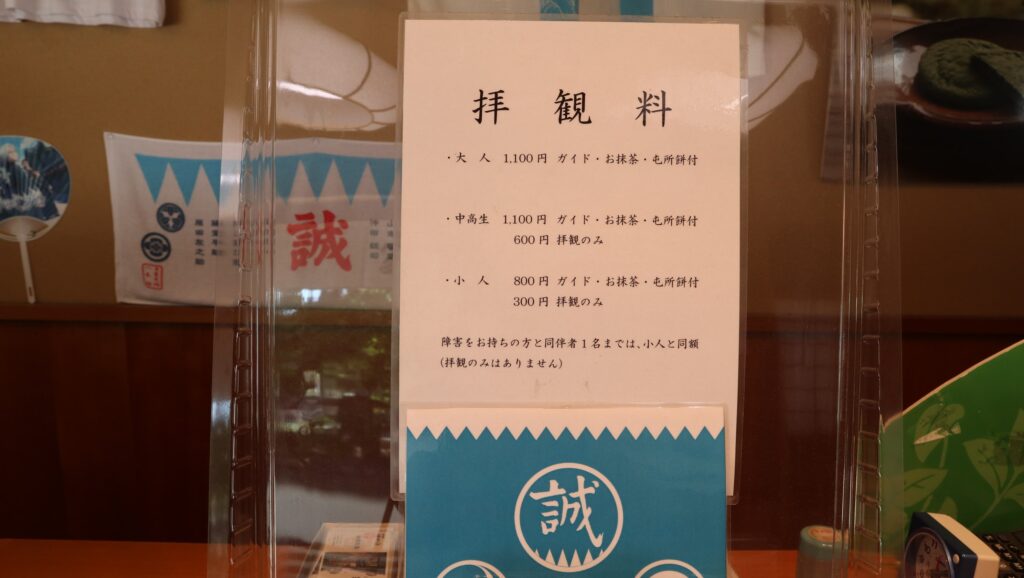 拝観料
・大人 1,100円 ガイド・お抹茶・屯所餅付
・中高生 1,100円 ガイド・お抹茶・屯所餅付
600円 拝観のみ
・小人 800円 ガイド・お抹茶・屯所餅付
300円 拝観のみ
障害をお持ちの方と同伴者1名までは、小人と同額
(拝観のみはありません)
誠
誠